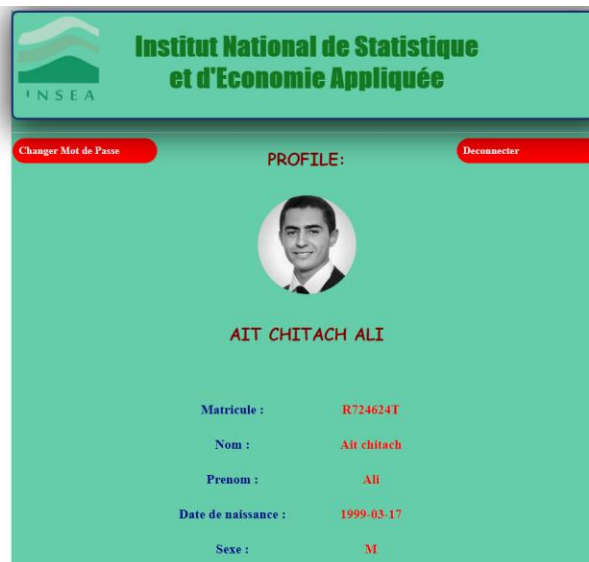 Institut National de Statistique
et d'Economie Appliquée
INSEA
Changer Mot de Passe
PROFILE:
Deconnecter
AIT CHITACH ALI
Matricule : R724624T
Nom : Ait chitach
Prenom : Ali
Date de naissance : 1999-03-17
Sexe : M